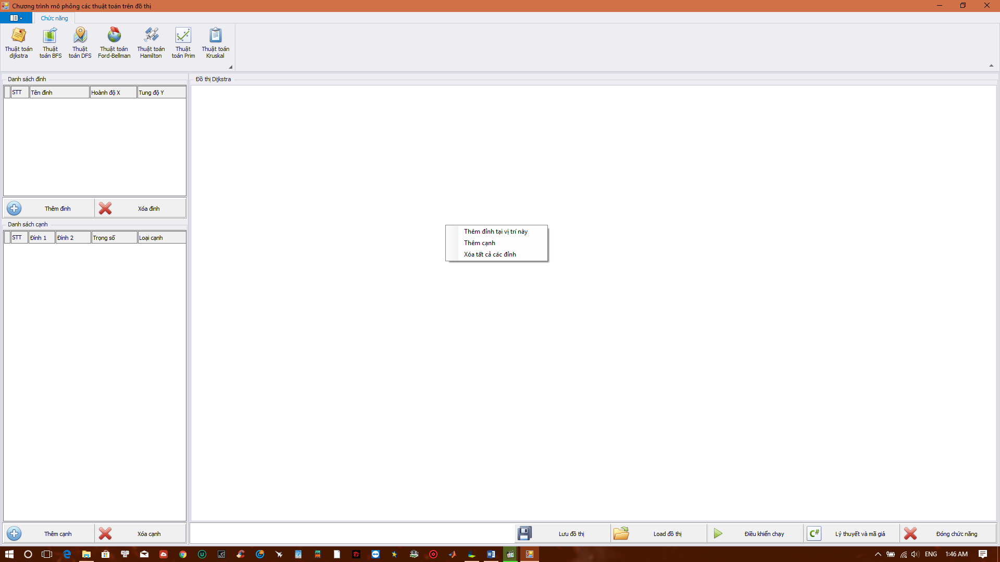 Chương trình mô phỏng các thuật toán trên đồ thị
Chức năng
Thuật toán dijkstra
Thuật toán BFS
Thuật toán DFS
Thuật toán Ford-Bellman
Thuật toán Hamilton
Thuật toán Prim
Thuật toán Kruskal
Danh sách đỉnh
STT Tên đỉnh Hoành độ X Tung độ Y
Thêm đỉnh Xóa đỉnh
Danh sách cạnh
STT Đỉnh 1 Đỉnh 2 Trọng số Loại cạnh
Thêm cạnh Xóa cạnh
Đồ thị Dijkstra
Thêm đỉnh tại vị trí này
Thêm cạnh
Xóa tất cả các đỉnh
Lưu đồ thị Load đồ thị Điều khiển chạy C# Lý thuyết và mã giả Đóng chức năng
ENG 1:46 AM